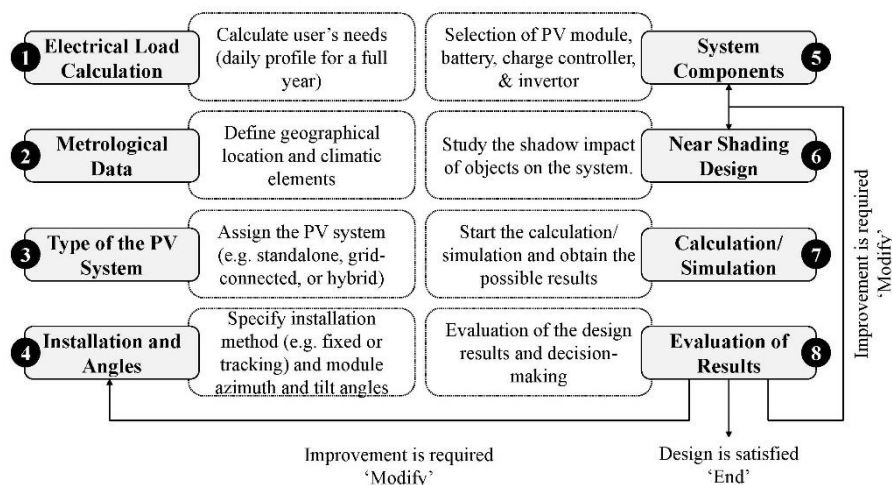 1
Electrical Load
Calculation
Calculate user's needs
(daily profile for a full
year)
Selection of PV module,
battery, charge controller,
& invertor
System
Components
5
2
Metrological
Data
Define geographical
location and climatic
elements
Study the shadow impact
of objects on the system.
Near Shading
Design
6
3
Type of the PV
System
Assign the PV system
(e.g. standalone, grid-
connected, or hybrid)
Start the calculation/
simulation and obtain the
possible results
Calculation/
Simulation
7
4
Installation and
Angles
Specify installation
method (e.g. fixed or
tracking) and module
azimuth and tilt angles
Evaluation of the design
results and decision-
making
Evaluation of
Results
8
Improvement is required
'Modify'
Improvement is required
'Modify'
Design is satisfied
'End'